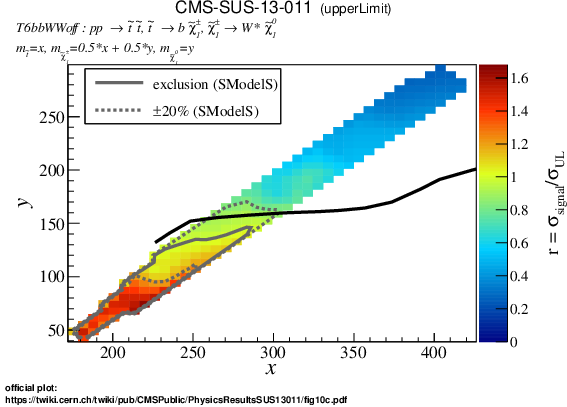 CMS-SUS-13-011 (upperLimit)
T6bbWWoff : pp → t̃ t̃, t̃ → b χ̃₁±, χ̃₁± → W* χ̃₁⁰
m_t̃=x, m_χ̃₁±=0.5*x + 0.5*y, m_χ̃₁⁰=y
exclusion (SModelS)
±20% (SModelS)
250
200
150
100
50
y
200 250 300 350 400
x
1.6
1.4
1.2
1
0.8
0.6
0.4
0.2
0
r = σsignal/σUL
official plot:
https://twiki.cern.ch/twiki/pub/CMSPublic/PhysicsResultsSUS13011/fig10c.pdf